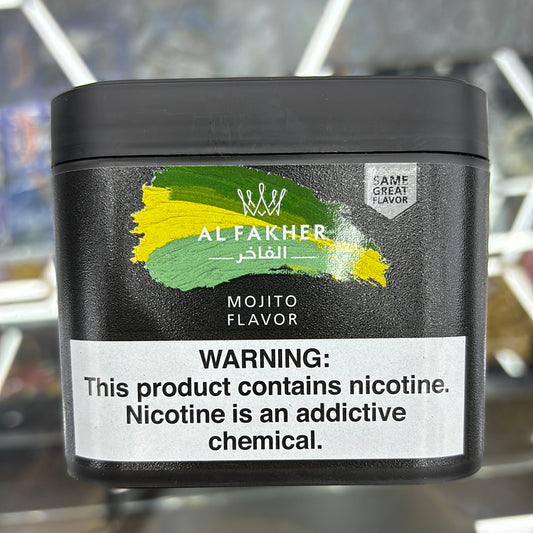 SAME
GREAT
FLAVOR
AL FAKHER
الفاخر
MOJITO
FLAVOR
WARNING:
This product contains nicotine.
Nicotine is an addictive
chemical.